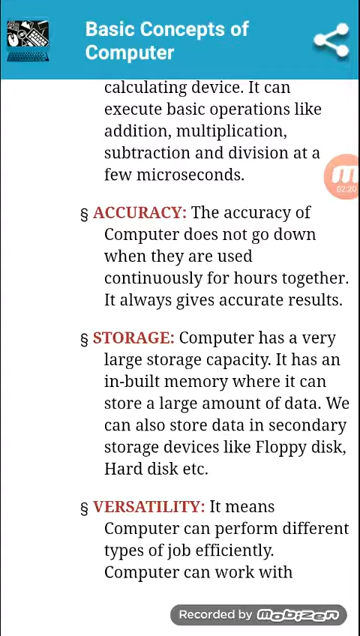 Basic Concepts of
Computer
calculating device. It can
execute basic operations like
addition, multiplication,
subtraction and division at a
few microseconds.
02:20
§ ACCURACY: The accuracy of
Computer does not go down
when they are used
continuously for hours together.
It always gives accurate results.
§ STORAGE: Computer has a very
large storage capacity. It has an
in-built memory where it can
store a large amount of data. We
can also store data in secondary
storage devices like Floppy disk,
Hard disk etc.
§ VERSATILITY: It means
Computer can perform different
types of job efficiently.
Computer can work with
Recorded by mobizen